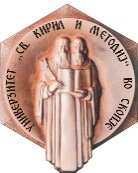 УНИВЕРЗИТЕТ „СВ. КИРИЛ И МЕТОДИЈ“ ВО СКОПЈЕ